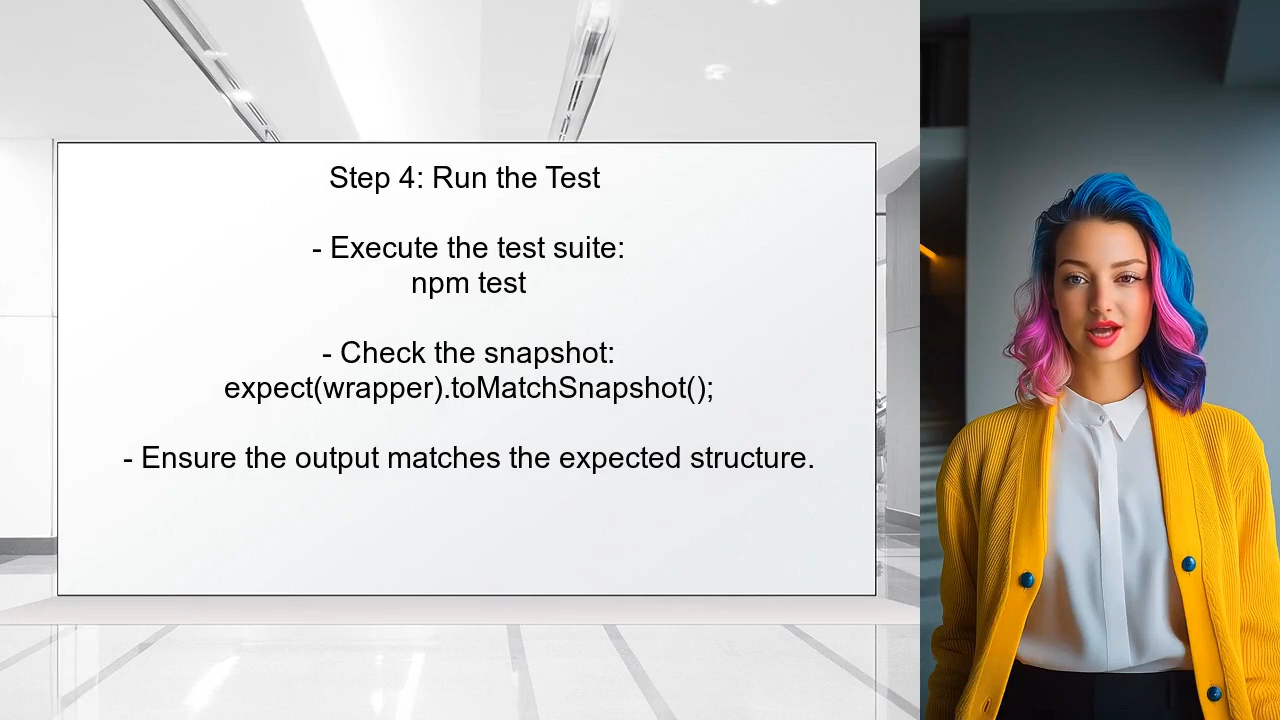 Step 4: Run the Test
- Execute the test suite:
npm test
- Check the snapshot:
expect(wrapper).toMatchSnapshot();
- Ensure the output matches the expected structure.